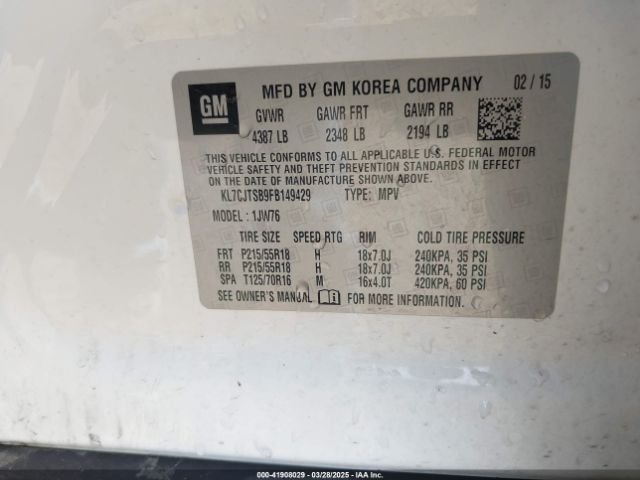 GM
MFD BY GM KOREA COMPANY 02 / 15
GVWR GAWR FRT GAWR RR
4387 LB 2348 LB 2194 LB
THIS VEHICLE CONFORMS TO ALL APPLICABLE U.S. FEDERAL MOTOR
VEHICLE SAFETY AND THEFT PREVENTION STANDARDS IN EFFECT
ON THE DATE OF MANUFACTURE SHOWN ABOVE.
KL7CJTSB9FB149429 TYPE: MPV
MODEL: 1JW76
TIRE SIZE SPEED RTG RIM COLD TIRE PRESSURE
FRT P215/55R18 H 18x7.0J 240KPA, 35 PSI
RR P215/55R18 H 18x7.0J 240KPA, 35 PSI
SPA T125/70R16 M 16x4.0T 420KPA, 60 PSI
SEE OWNER'S MANUAL FOR MORE INFORMATION.
000-41908029 | 03/28/2025 | IAAI.COM